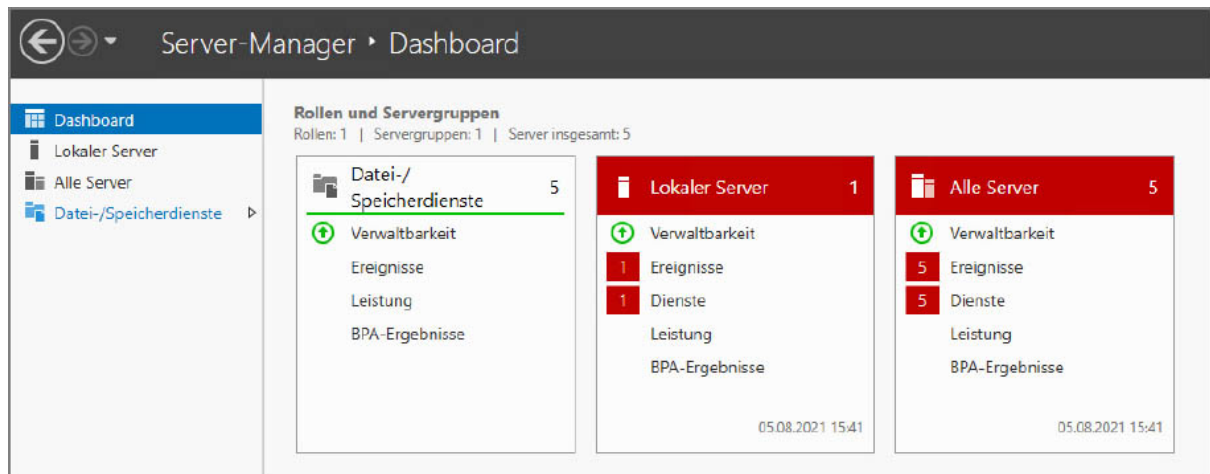 Server-Manager ‣ Dashboard
Dashboard
Lokaler Server
Alle Server
Datei-/Speicherdienste
Rollen und Servergruppen
Rollen: 1 | Servergruppen: 1 | Server insgesamt: 5
Datei-/
Speicherdienste 5
Verwaltbarkeit
Ereignisse
Leistung
BPA-Ergebnisse
Lokaler Server 1
Verwaltbarkeit
1 Ereignisse
1 Dienste
Leistung
BPA-Ergebnisse
05.08.2021 15:41
Alle Server 5
Verwaltbarkeit
5 Ereignisse
5 Dienste
Leistung
BPA-Ergebnisse
05.08.2021 15:41